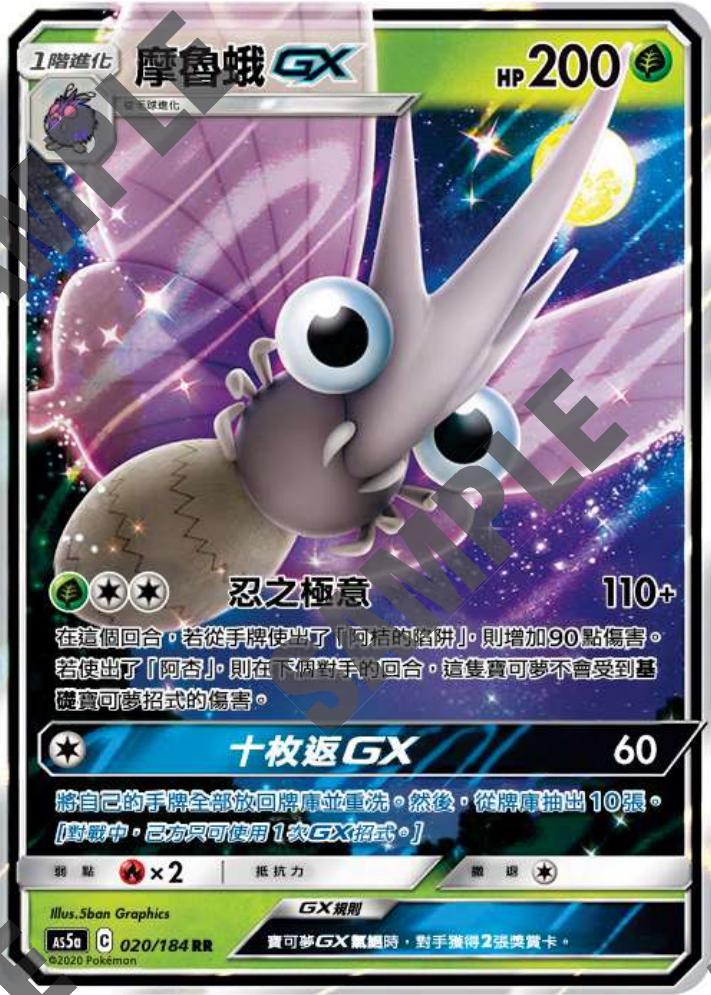 1階進化
摩魯蛾GX
HP200
從毛球進化
忍之極意 110+
在這個回合，若從手牌使出了「阿桔的陷阱」，則增加90點傷害。
若使出了「阿杏」，則在下個對手的回合，這隻寶可夢不會受到基
礎寶可夢招式的傷害。
十枚返GX 60
將自己的手牌全部放回牌庫並重洗。然後，從牌庫抽出10張。
[對戰中，己方只可使用1次GX招式。]
弱點 ×2 抵抗力 撤退
Illus.5ban Graphics
GX規則
AS5a C 020/184 RR
寶可夢GX氣絕時，對手獲得2張獎賞卡。
©2020 Pokémon
SAMPLE
SAMPLE